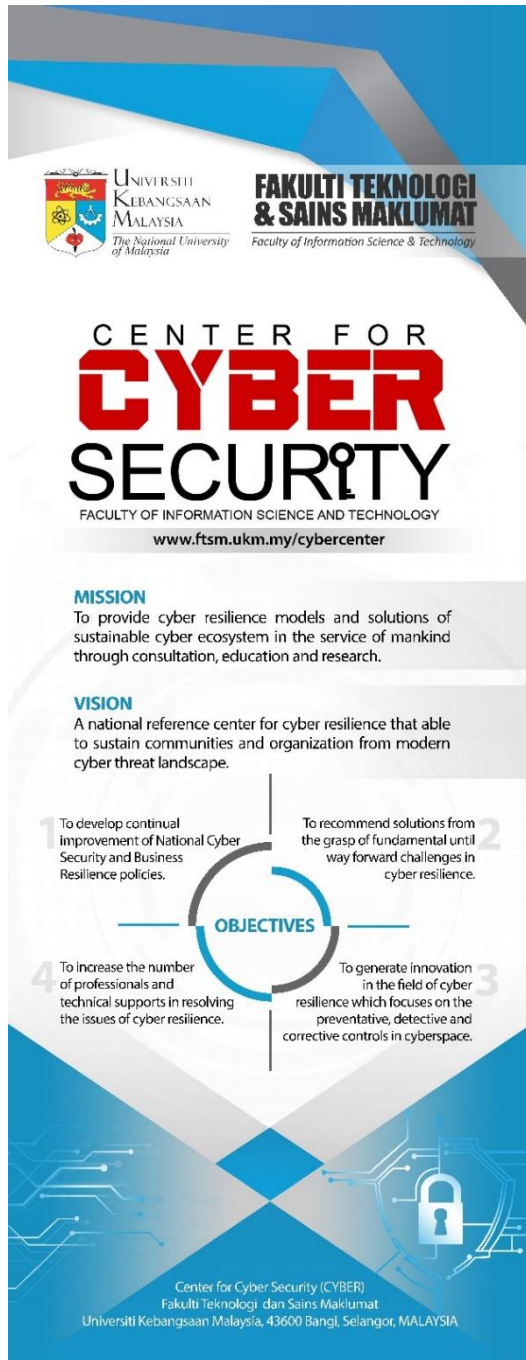 UNIVERSITI
KEBANGSAAN
MALAYSIA
The National University
of Malaysia
FAKULTI TEKNOLOGI
& SAINS MAKLUMAT
Faculty of Information Science & Technology
CENTER FOR
CYBER
SECURITY
FACULTY OF INFORMATION SCIENCE AND TECHNOLOGY
www.ftsm.ukm.my/cybercenter
MISSION
To provide cyber resilience models and solutions of
sustainable cyber ecosystem in the service of mankind
through consultation, education and research.
VISION
A national reference center for cyber resilience that able
to sustain communities and organization from modern
cyber threat landscape.
1
To develop continual
improvement of National Cyber
Security and Business
Resilience policies.
2
To recommend solutions from
the grasp of fundamental until
way forward challenges in
cyber resilience.
OBJECTIVES
4
To increase the number
of professionals and
technical supports in resolving
the issues of cyber resilience.
3
To generate innovation
in the field of cyber
resilience which focuses on the
preventative, detective and
corrective controls in cyberspace.
Center for Cyber Security (CYBER)
Fakulti Teknologi dan Sains Maklumat
Universiti Kebangsaan Malaysia, 43600 Bangi, Selangor, MALAYSIA